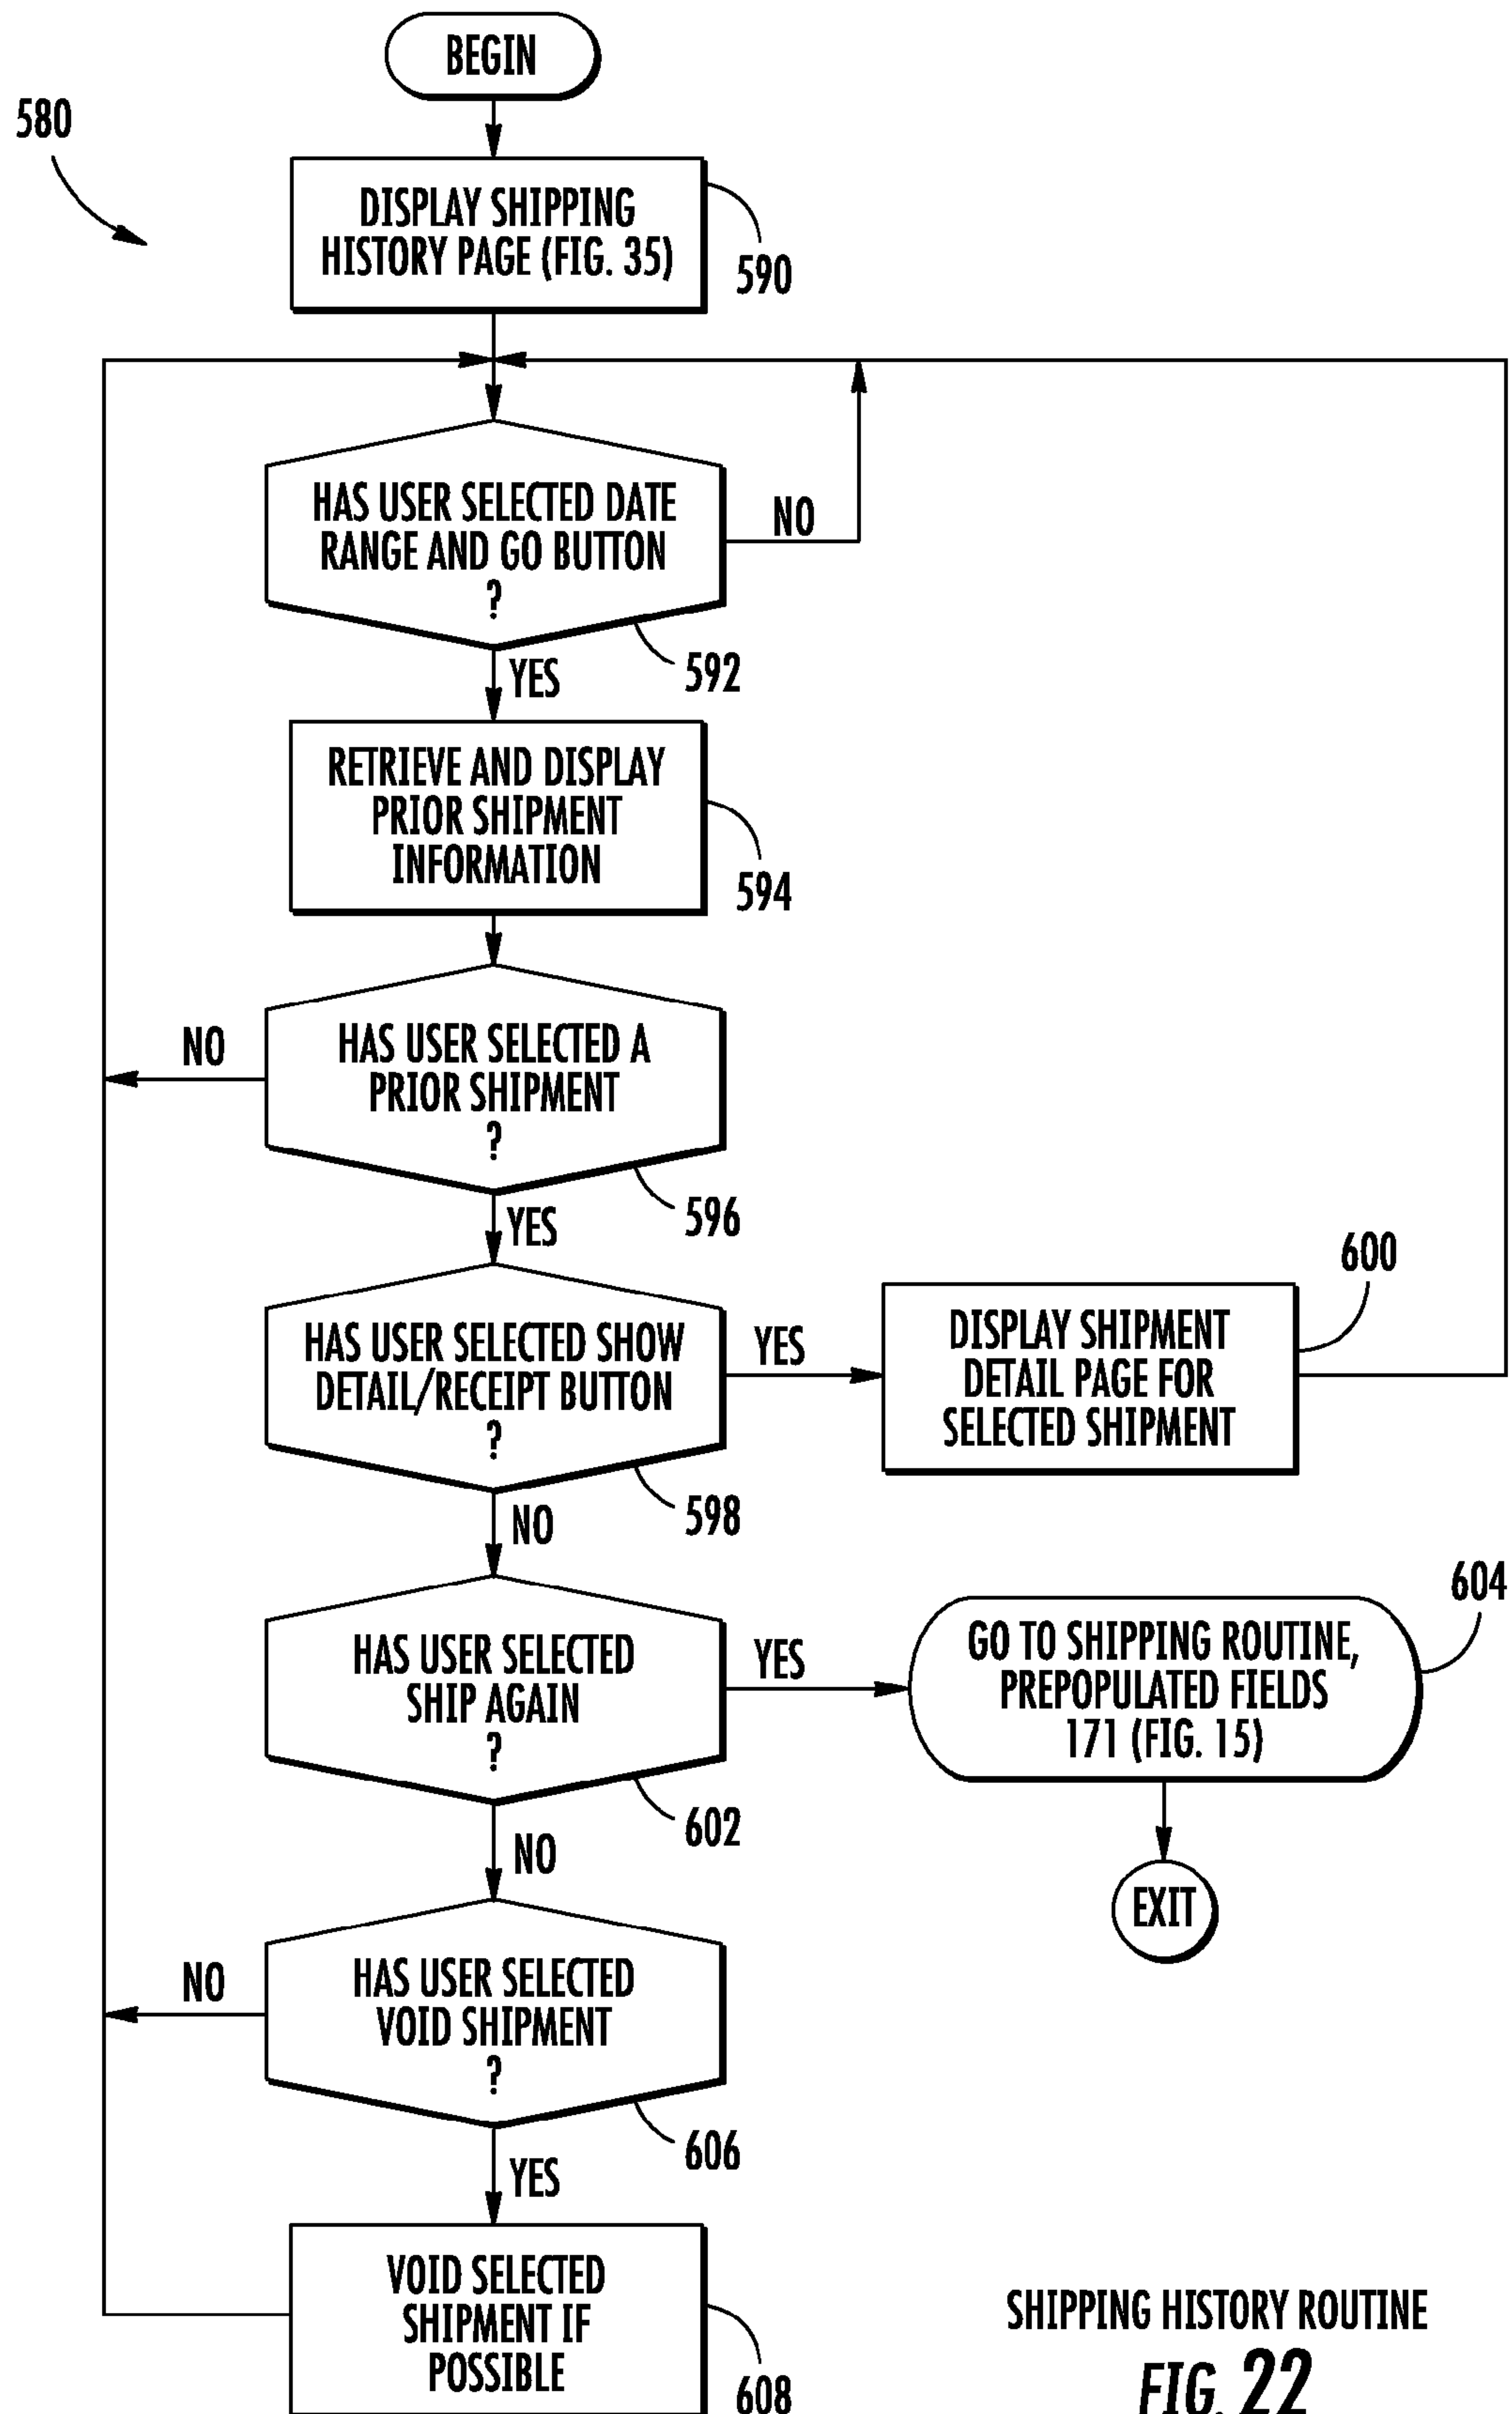 BEGIN
580
DISPLAY SHIPPING
HISTORY PAGE (FIG. 35)
590
HAS USER SELECTED DATE
RANGE AND GO BUTTON
?
NO
592
YES
RETRIEVE AND DISPLAY
PRIOR SHIPMENT
INFORMATION
594
HAS USER SELECTED A
PRIOR SHIPMENT
?
NO
596
YES
HAS USER SELECTED SHOW
DETAIL/RECEIPT BUTTON
?
YES
598
DISPLAY SHIPMENT
DETAIL PAGE FOR
SELECTED SHIPMENT
600
NO
HAS USER SELECTED
SHIP AGAIN
?
YES
602
GO TO SHIPPING ROUTINE,
PREPOPULATED FIELDS
171 (FIG. 15)
604
EXIT
NO
HAS USER SELECTED
VOID SHIPMENT
?
NO
606
YES
VOID SELECTED
SHIPMENT IF
POSSIBLE
608
SHIPPING HISTORY ROUTINE
FIG. 22